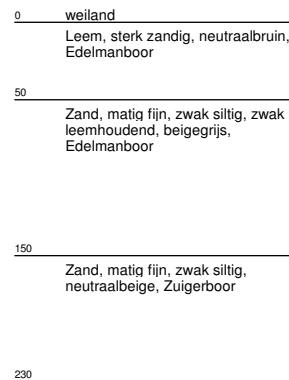 0 weiland
Leem, sterk zandig, neutraalbruin,
Edelmanboor
50
Zand, matig fijn, zwak siltig, zwak
leemhoudend, beigegrijs,
Edelmanboor
150
Zand, matig fijn, zwak siltig,
neutraalbeige, Zuigerboor
230